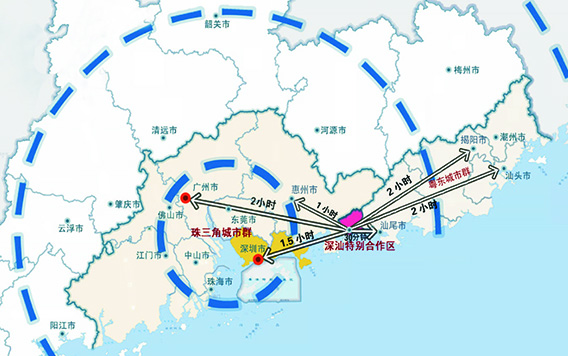 韶关市
梅州市
揭阳市
潮州市
清远市
河源市
汕头市
2 小时
粤东城市群
广州市
惠州市
1 小时
2 小时
2小时
肇庆市
云浮市
佛山市
东莞市
30分钟
汕尾市
珠三角城市群
深汕特别合作区
1.5 小时
深圳市
江门市
中山市
珠海市
阳江市